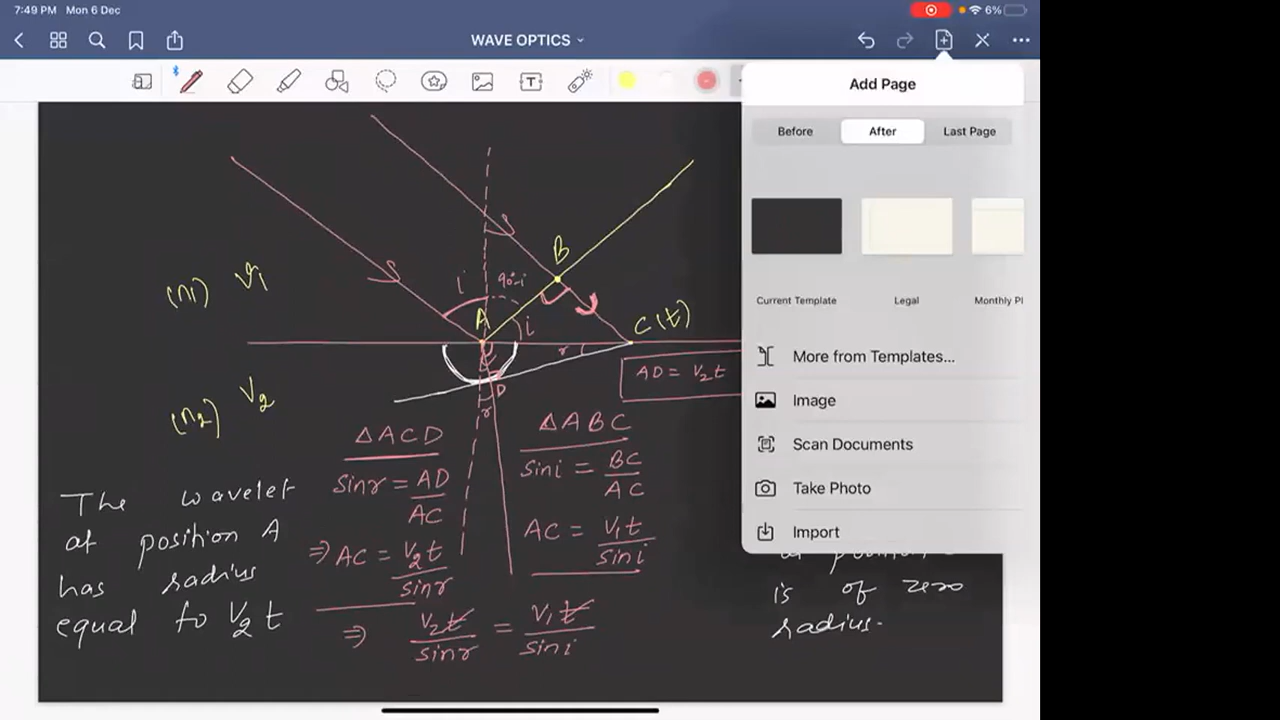 7:49 PM Mon 6 Dec
6%
WAVE OPTICS
Add Page
Before After Last Page
Current Template Legal Monthly Pl
More from Templates...
Image
Scan Documents
Take Photo
Import
(n1) V1
i 90°-i
B
A
i
C (t)
r
D
r
AD = V2t
(n2) V2
The wavelet
at position A
has radius
equal to V2 t
△ACD
sinr = AD/AC
⇒ AC = V2t/sinr
△ABC
sini = BC/AC
AC = V1t/sini
⇒ V2t/sinr = V1t/sini
is of zero
radius.